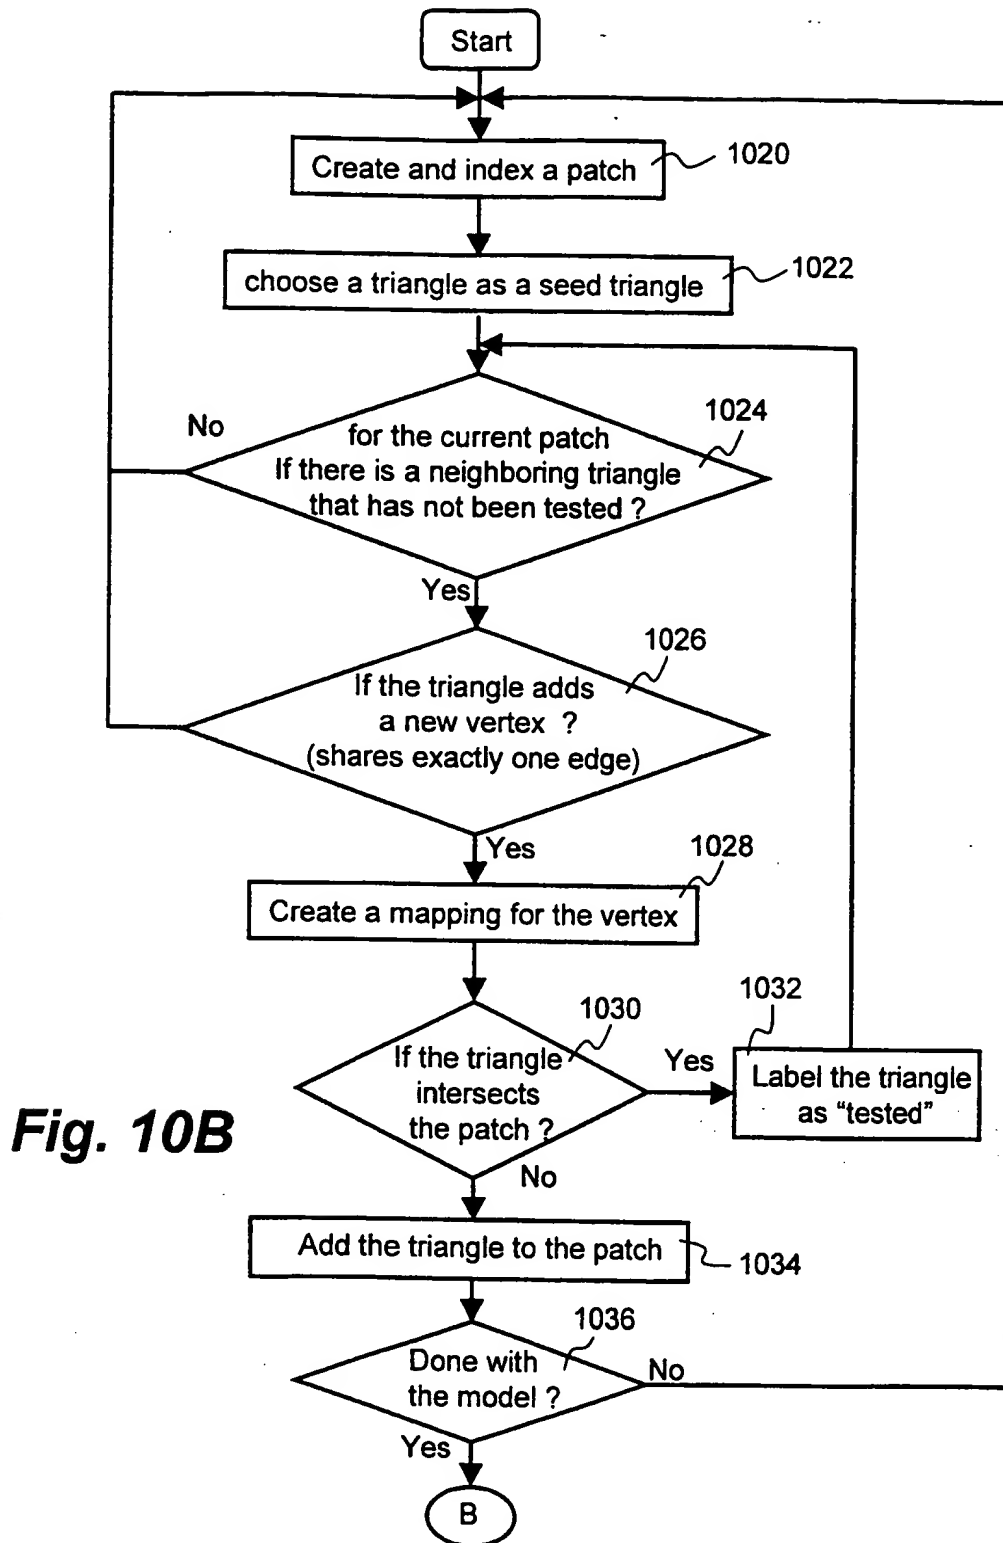 Start
Create and index a patch
1020
choose a triangle as a seed triangle
1022
No
1024
for the current patch
If there is a neighboring triangle
that has not been tested ?
Yes
1026
If the triangle adds
a new vertex ?
(shares exactly one edge)
Yes
1028
Create a mapping for the vertex
1030
1032
If the triangle
intersects
the patch ?
Yes
Label the triangle
as “tested”
Fig. 10B
No
Add the triangle to the patch
1034
1036
Done with
the model ?
No
Yes
B